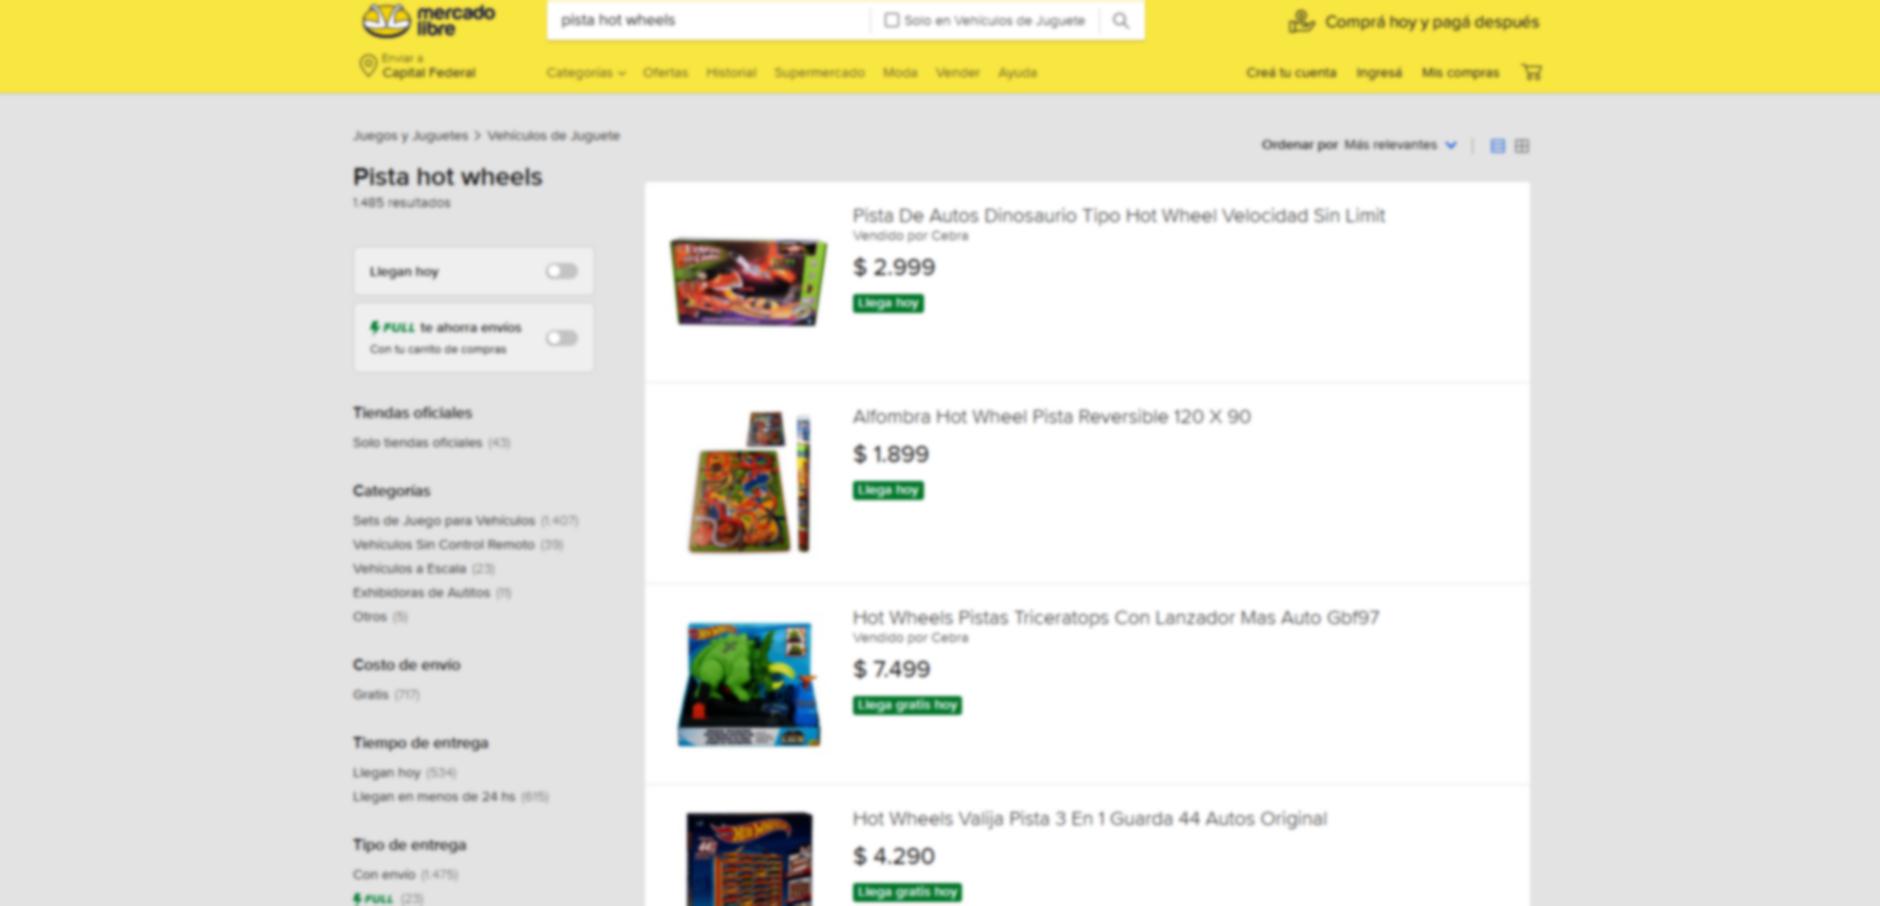 mercado
libre
pista hot wheels
Solo en Vehículos de Juguete
Comprá hoy y pagá después
Enviar a
Capital Federal
Categorías Ofertas Historial Supermercado Moda Vender Ayuda
Creá tu cuenta Ingresá Mis compras
Juegos y Juguetes > Vehículos de Juguete
Ordenar por Más relevantes
Pista hot wheels
1.485 resultados
Llegan hoy
FULL te ahorra envíos
Con tu carrito de compras
Tiendas oficiales
Solo tiendas oficiales (43)
Categorías
Sets de Juego para Vehículos (1.407)
Vehículos Sin Control Remoto (39)
Vehículos a Escala (23)
Exhibidoras de Autitos (11)
Otros (5)
Costo de envío
Gratis (717)
Tiempo de entrega
Llegan hoy (534)
Llegan en menos de 24 hs (615)
Tipo de entrega
Con envío (1.475)
FULL (23)
Pista De Autos Dinosaurio Tipo Hot Wheel Velocidad Sin Limit
Vendido por Cebra
$ 2.999
Llega hoy
Alfombra Hot Wheel Pista Reversible 120 X 90
$ 1.899
Llega hoy
Hot Wheels Pistas Triceratops Con Lanzador Mas Auto Gbf97
Vendido por Cebra
$ 7.499
Llega gratis hoy
Hot Wheels Valija Pista 3 En 1 Guarda 44 Autos Original
$ 4.290
Llega gratis hoy